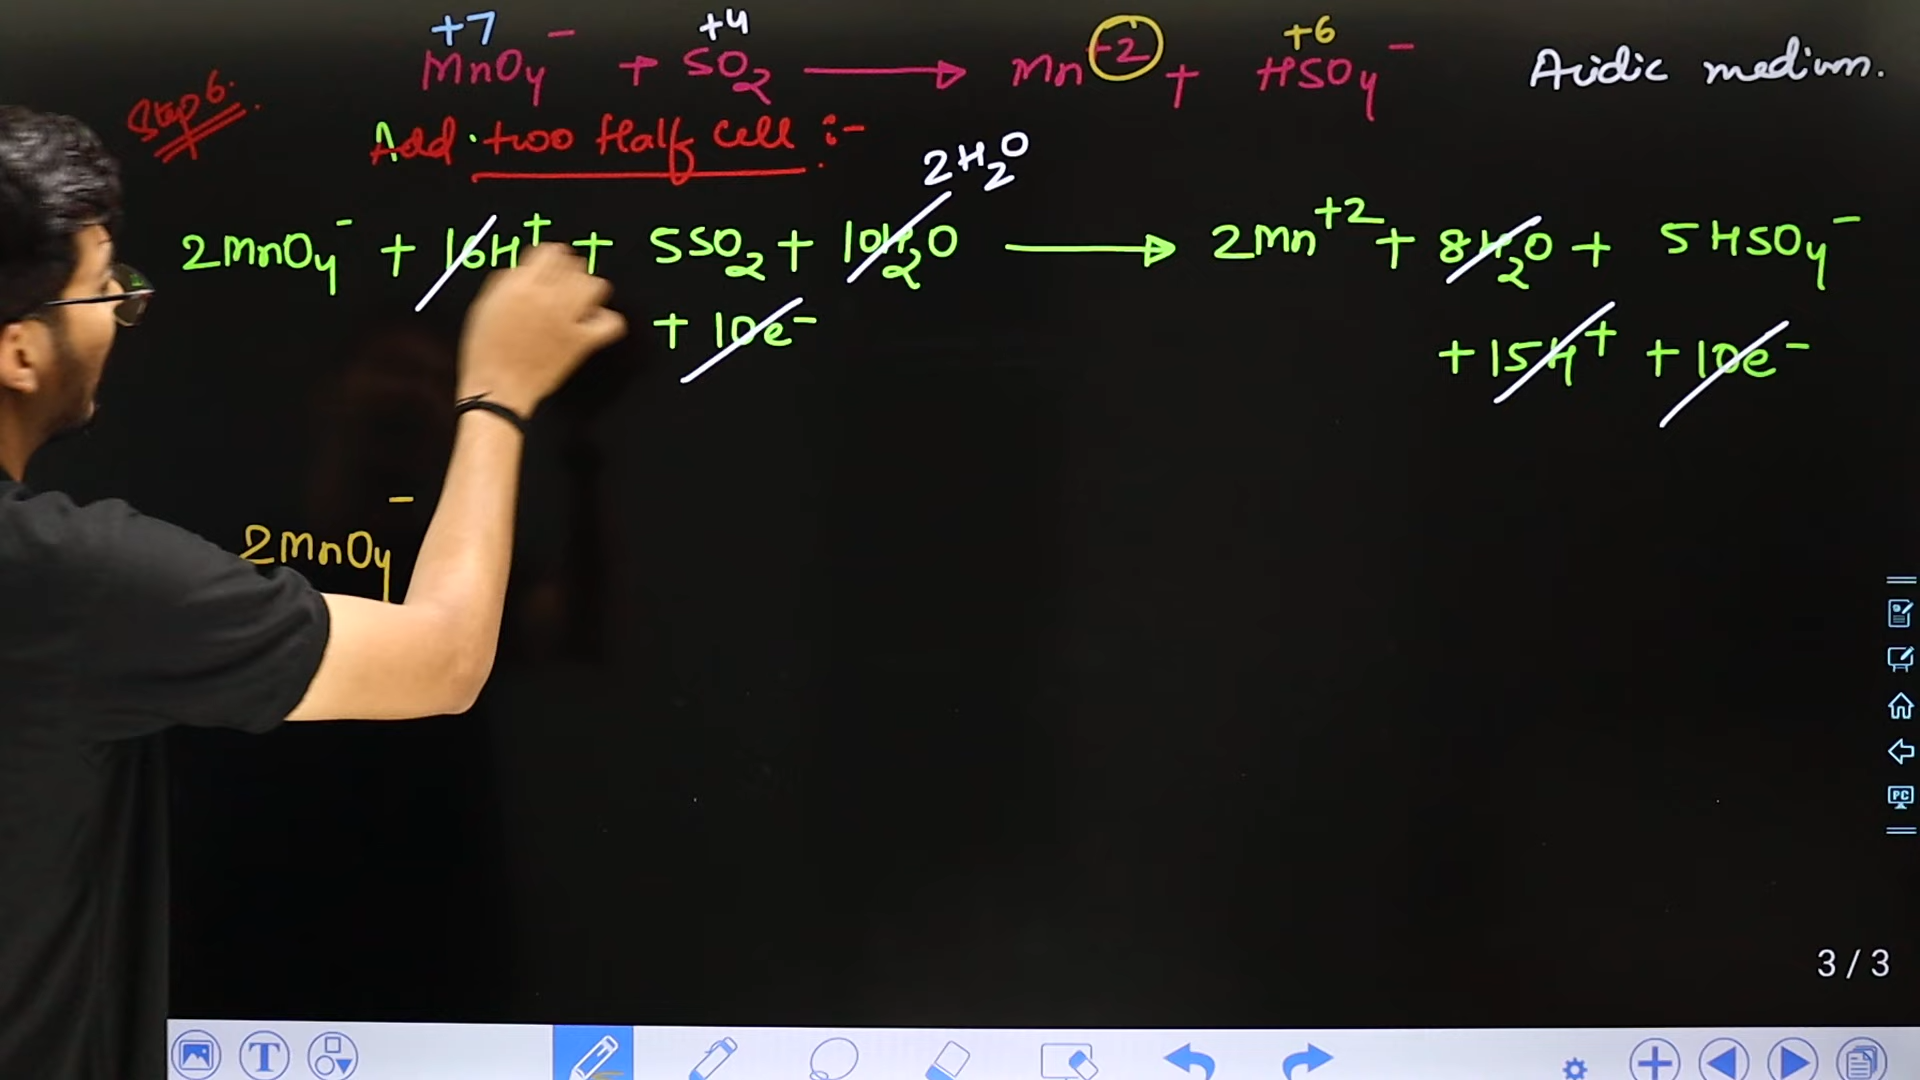 +7 +4 +6
MnO4⁻ + SO2 → Mn+2 + HSO4⁻ Acidic medium.
Step 6.
Add two Half cell :-
2H2O
2MnO4⁻ + 16H⁺ + 5SO2 + 10H2O → 2Mn+2 + 8H2O + 5HSO4⁻
+ 10e⁻ + 15H⁺ + 10e⁻
2MnO4⁻
PC
3 / 3
T